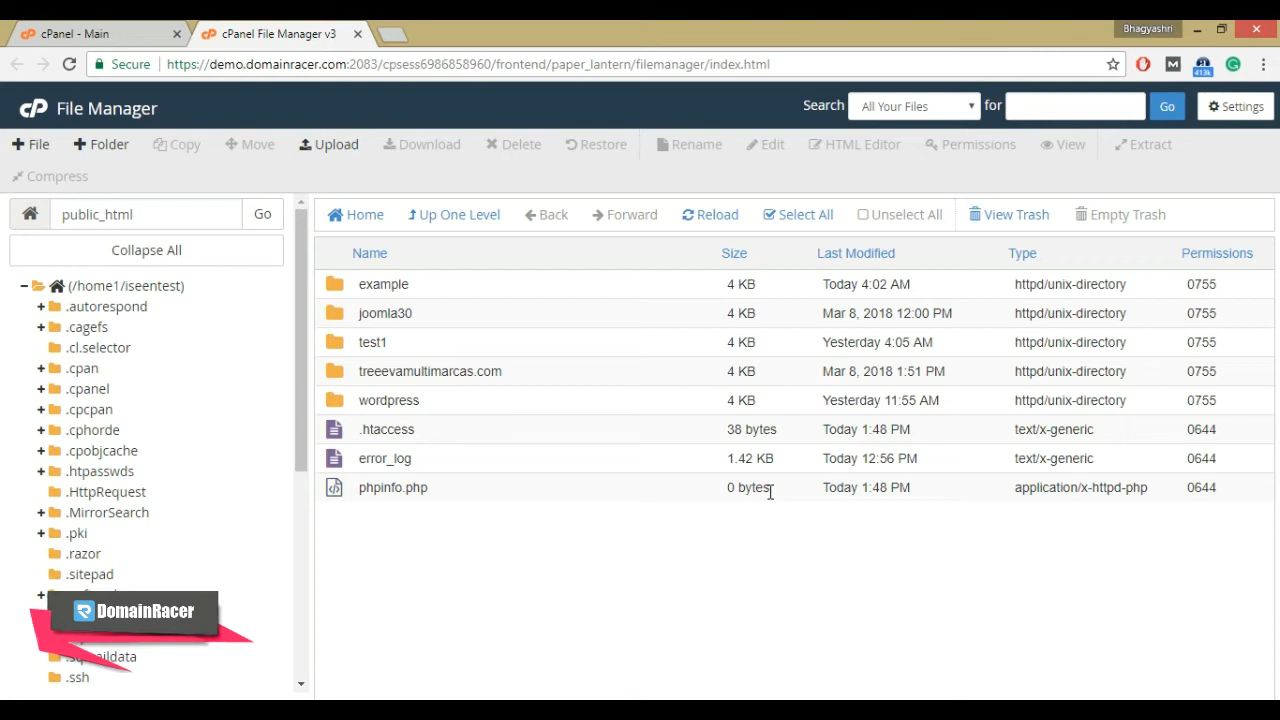 cPanel - Main
cPanel File Manager v3
Bhagyashri
Secure
https://demo.domainracer.com:2083/cpsess6986858960/frontend/paper_lantern/filemanager/index.html
M
413k
cP File Manager
Search All Your Files for Go Settings
File Folder Copy Move Upload Download Delete Restore Rename Edit HTML Editor Permissions View Extract
Compress
public_html Go
Collapse All
(/home1/iseentest)
.autorespond
.cagefs
.cl.selector
.cpan
.cpanel
.cpcpan
.cphorde
.cpobjcache
.htpasswds
.HttpRequest
.MirrorSearch
.pki
.razor
.sitepad
DomainRacer
.ssh
Home Up One Level Back Forward Reload Select All Unselect All View Trash Empty Trash
Name Size Last Modified Type Permissions
example 4 KB Today 4:02 AM httpd/unix-directory 0755
joomla30 4 KB Mar 8, 2018 12:00 PM httpd/unix-directory 0755
test1 4 KB Yesterday 4:05 AM httpd/unix-directory 0755
treeevamultimarcas.com 4 KB Mar 8, 2018 1:51 PM httpd/unix-directory 0755
wordpress 4 KB Yesterday 11:55 AM httpd/unix-directory 0755
.htaccess 38 bytes Today 1:48 PM text/x-generic 0644
error_log 1.42 KB Today 12:56 PM text/x-generic 0644
phpinfo.php 0 bytes Today 1:48 PM application/x-httpd-php 0644